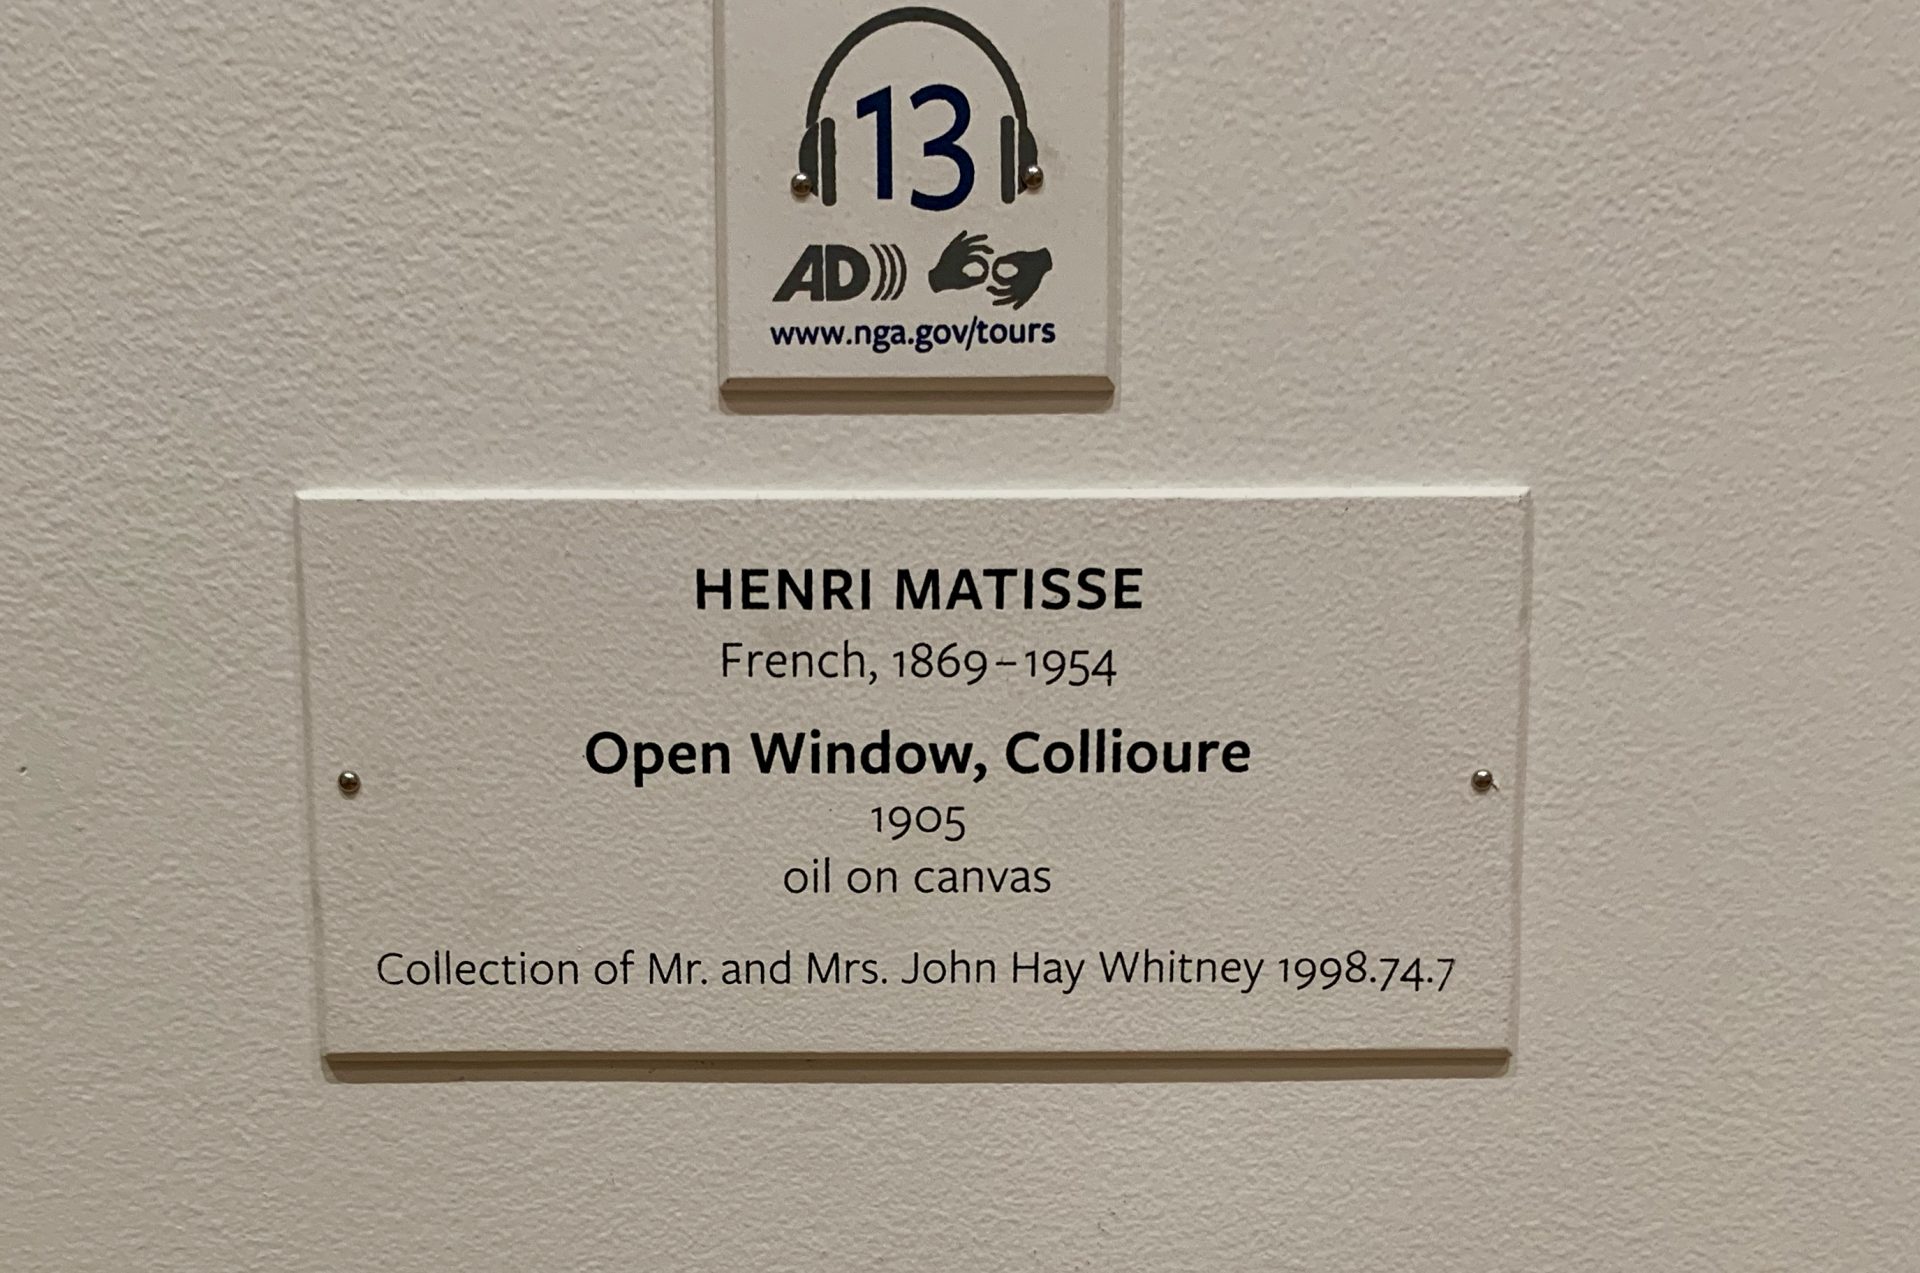 13
AD
www.nga.gov/tours
HENRI MATISSE
French, 1869–1954
Open Window, Collioure
1905
oil on canvas
Collection of Mr. and Mrs. John Hay Whitney 1998.74.7